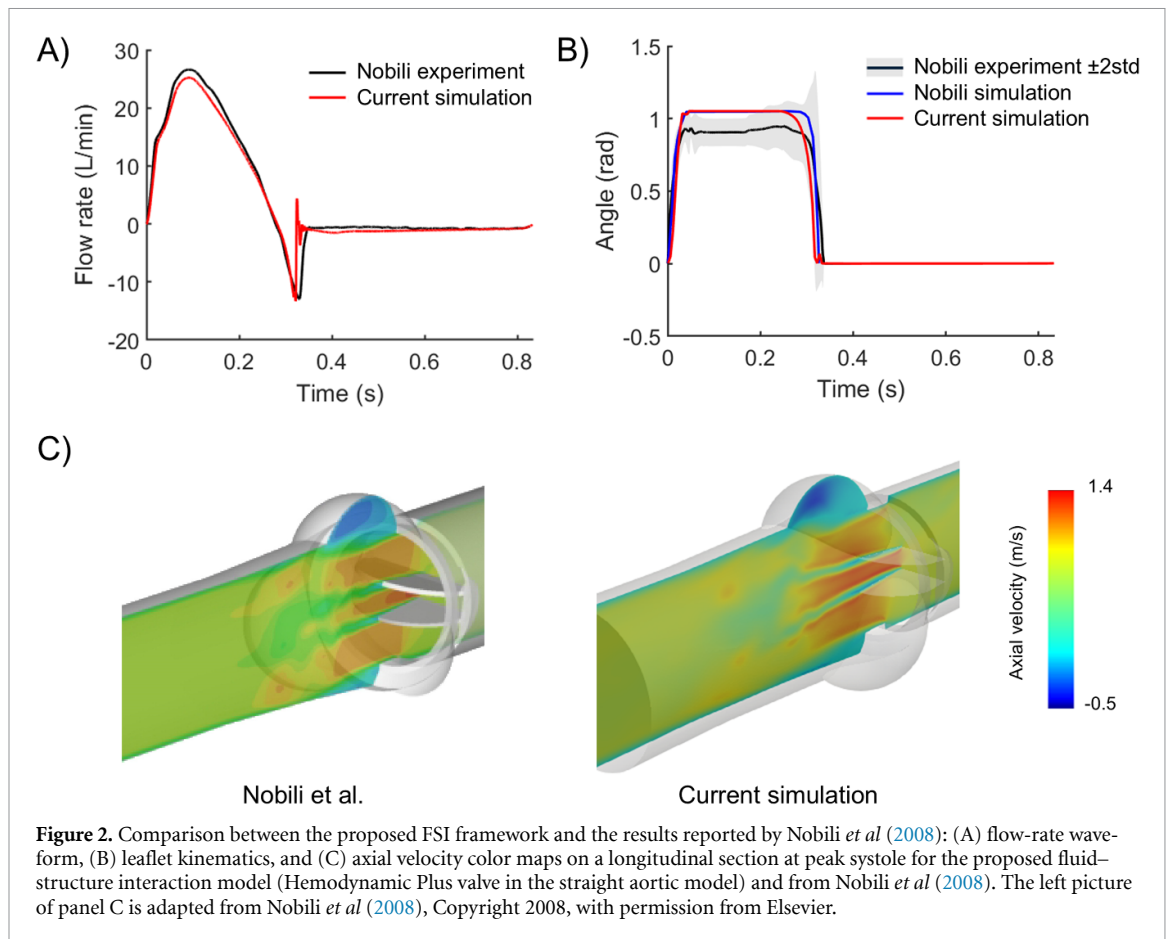 A)
30
20
10
0
-10
-20
0
0.2
0.4
0.6
0.8
Flow rate (L/min)
Time (s)
Nobili experiment
Current simulation
B)
1.5
1
0.5
0
-0.5
0
0.2
0.4
0.6
0.8
Angle (rad)
Time (s)
Nobili experiment ±2std
Nobili simulation
Current simulation
C)
Nobili et al.
Current simulation
Axial velocity (m/s)
1.4
-0.5
Figure 2. Comparison between the proposed FSI framework and the results reported by Nobili et al (2008): (A) flow-rate wave-
form, (B) leaflet kinematics, and (C) axial velocity color maps on a longitudinal section at peak systole for the proposed fluid–
structure interaction model (Hemodynamic Plus valve in the straight aortic model) and from Nobili et al (2008). The left picture
of panel C is adapted from Nobili et al (2008), Copyright 2008, with permission from Elsevier.